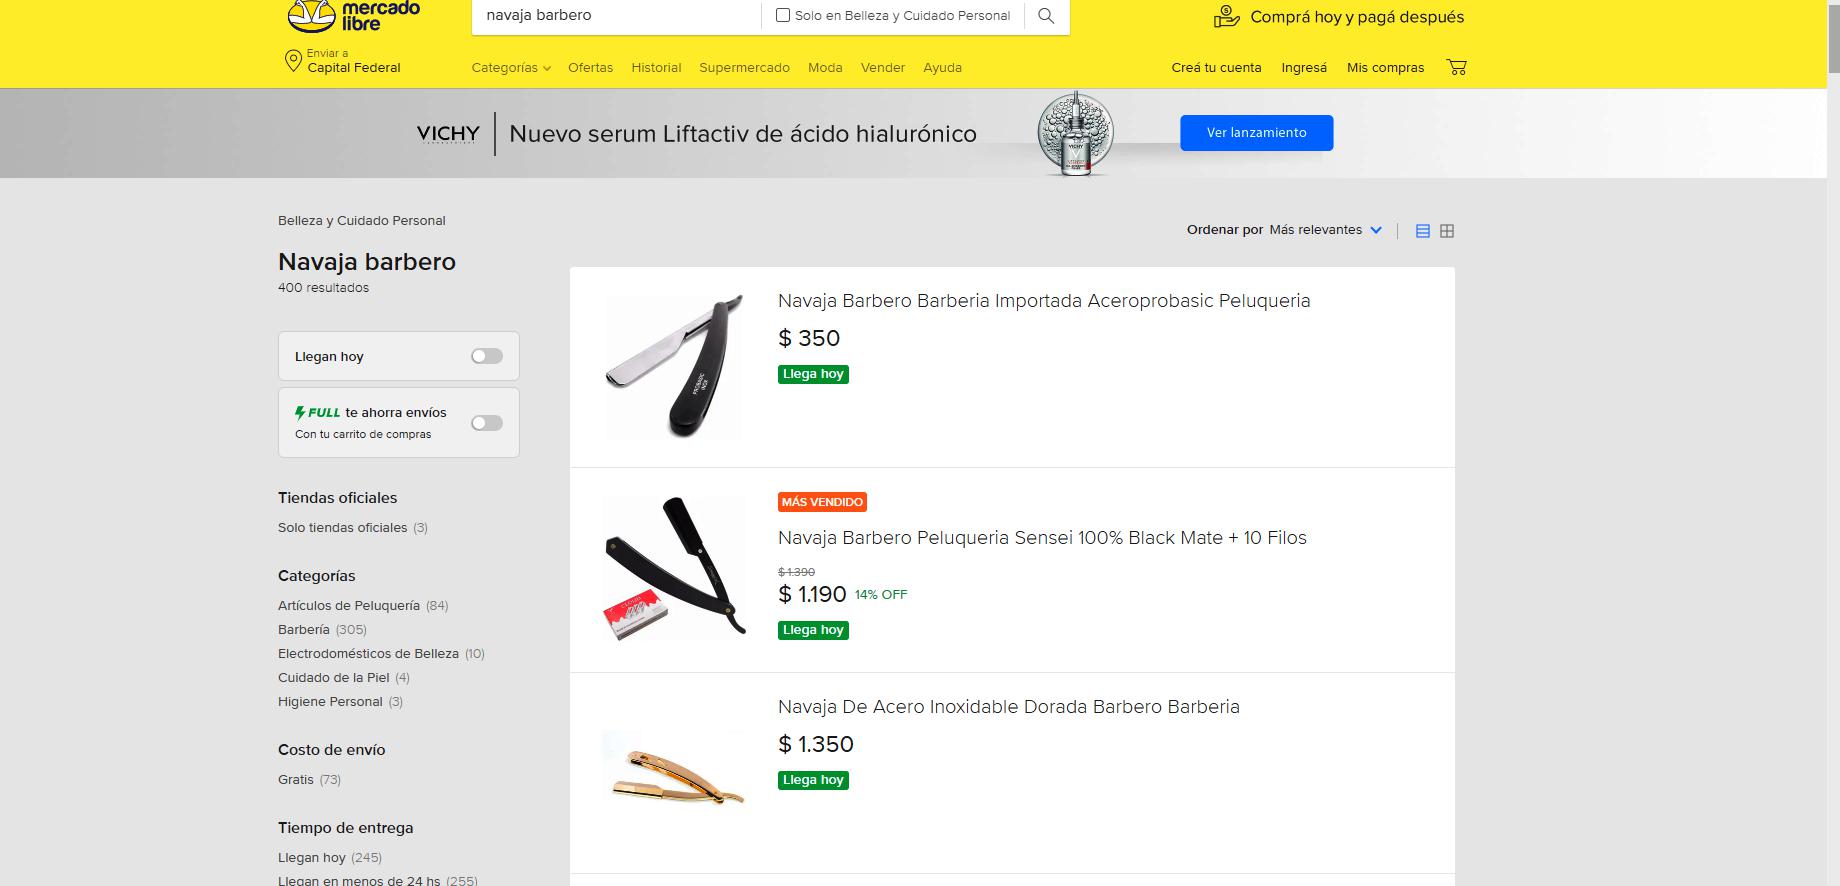 mercado
libre
navaja barbero
Solo en Belleza y Cuidado Personal
Comprá hoy y pagá después
Enviar a
Capital Federal
Categorías
Ofertas
Historial
Supermercado
Moda
Vender
Ayuda
Creá tu cuenta
Ingresá
Mis compras
VICHY
Nuevo serum Liftactiv de ácido hialurónico
VICHY
Ver lanzamiento
Belleza y Cuidado Personal
Ordenar por Más relevantes
Navaja barbero
400 resultados
Llegan hoy
FULL te ahorra envíos
Con tu carrito de compras
Tiendas oficiales
Solo tiendas oficiales (3)
Categorías
Artículos de Peluquería (84)
Barbería (305)
Electrodomésticos de Belleza (10)
Cuidado de la Piel (4)
Higiene Personal (3)
Costo de envío
Gratis (73)
Tiempo de entrega
Llegan hoy (245)
Llegan en menos de 24 hs (255)
Navaja Barbero Barberia Importada Aceroprobasic Peluqueria
$ 350
Llega hoy
PROBASIC
INOX
MÁS VENDIDO
Navaja Barbero Peluqueria Sensei 100% Black Mate + 10 Filos
$ 1.390
$ 1.190 14% OFF
Llega hoy
Navaja De Acero Inoxidable Dorada Barbero Barberia
$ 1.350
Llega hoy